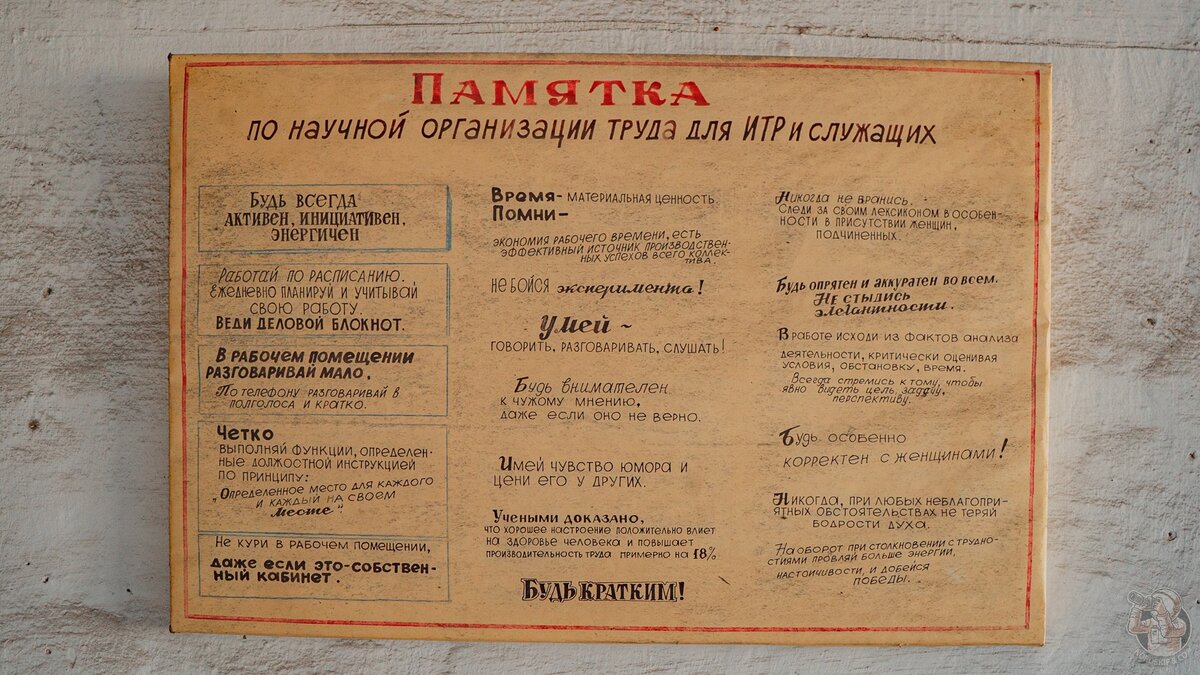 Памятка
по научной организации труда для ИТР и служащих
Будь всегда
активен, инициативен,
энергичен
Работай по расписанию.
Ежедневно планируй и учитывай
свою работу.
Веди деловой блокнот.
В рабочем помещении
разговаривай мало,
По телефону разговаривай в
полголоса и кратко.
Четко
выполняй функции, определен-
ные должностной инструкцией
по принципу:
„Определенное место для каждого
и каждый на своем
месте".
Не кури в рабочем помещении,
даже если это-собствен-
ный кабинет.
Время- материальная ценность.
Помни-
экономия рабочего времени, есть
эффективный источник производствен-
ных успехов всего коллек-
тива.
Не бойся эксперимента!
Умей ~
говорить, разговаривать, слушать!
Будь внимателен
к чужому мнению,
даже если оно не верно.
Имей чувство юмора и
цени его у других.
Учеными доказано,
что хорошее настроение положительно влиет
на здоровье человека и повышает
производительность труда примерно на 18%
Будь кратким!
Никогда не бранись.
Следи за своим лексиконом в особен-
ности в присутствии женщин,
подчиненных.
Будь опрятен и аккуратен во всем.
Не стыдись
элегантности.
В работе исходи из фактов анализа
деятельности, критически оценивая
условия, обстановку, время.
Всегда стремись к тому, чтобы
явно видеть цель, задачу,
перспективу.
Будь особенно
корректен с женщинами!
Никогда, при любых неблагопри-
ятных обстоятельствах не теряй
бодрости духа.
На оборот при столкновении с трудно-
стиями проявляй больше энергии,
настойчивости, и добейся
победы.